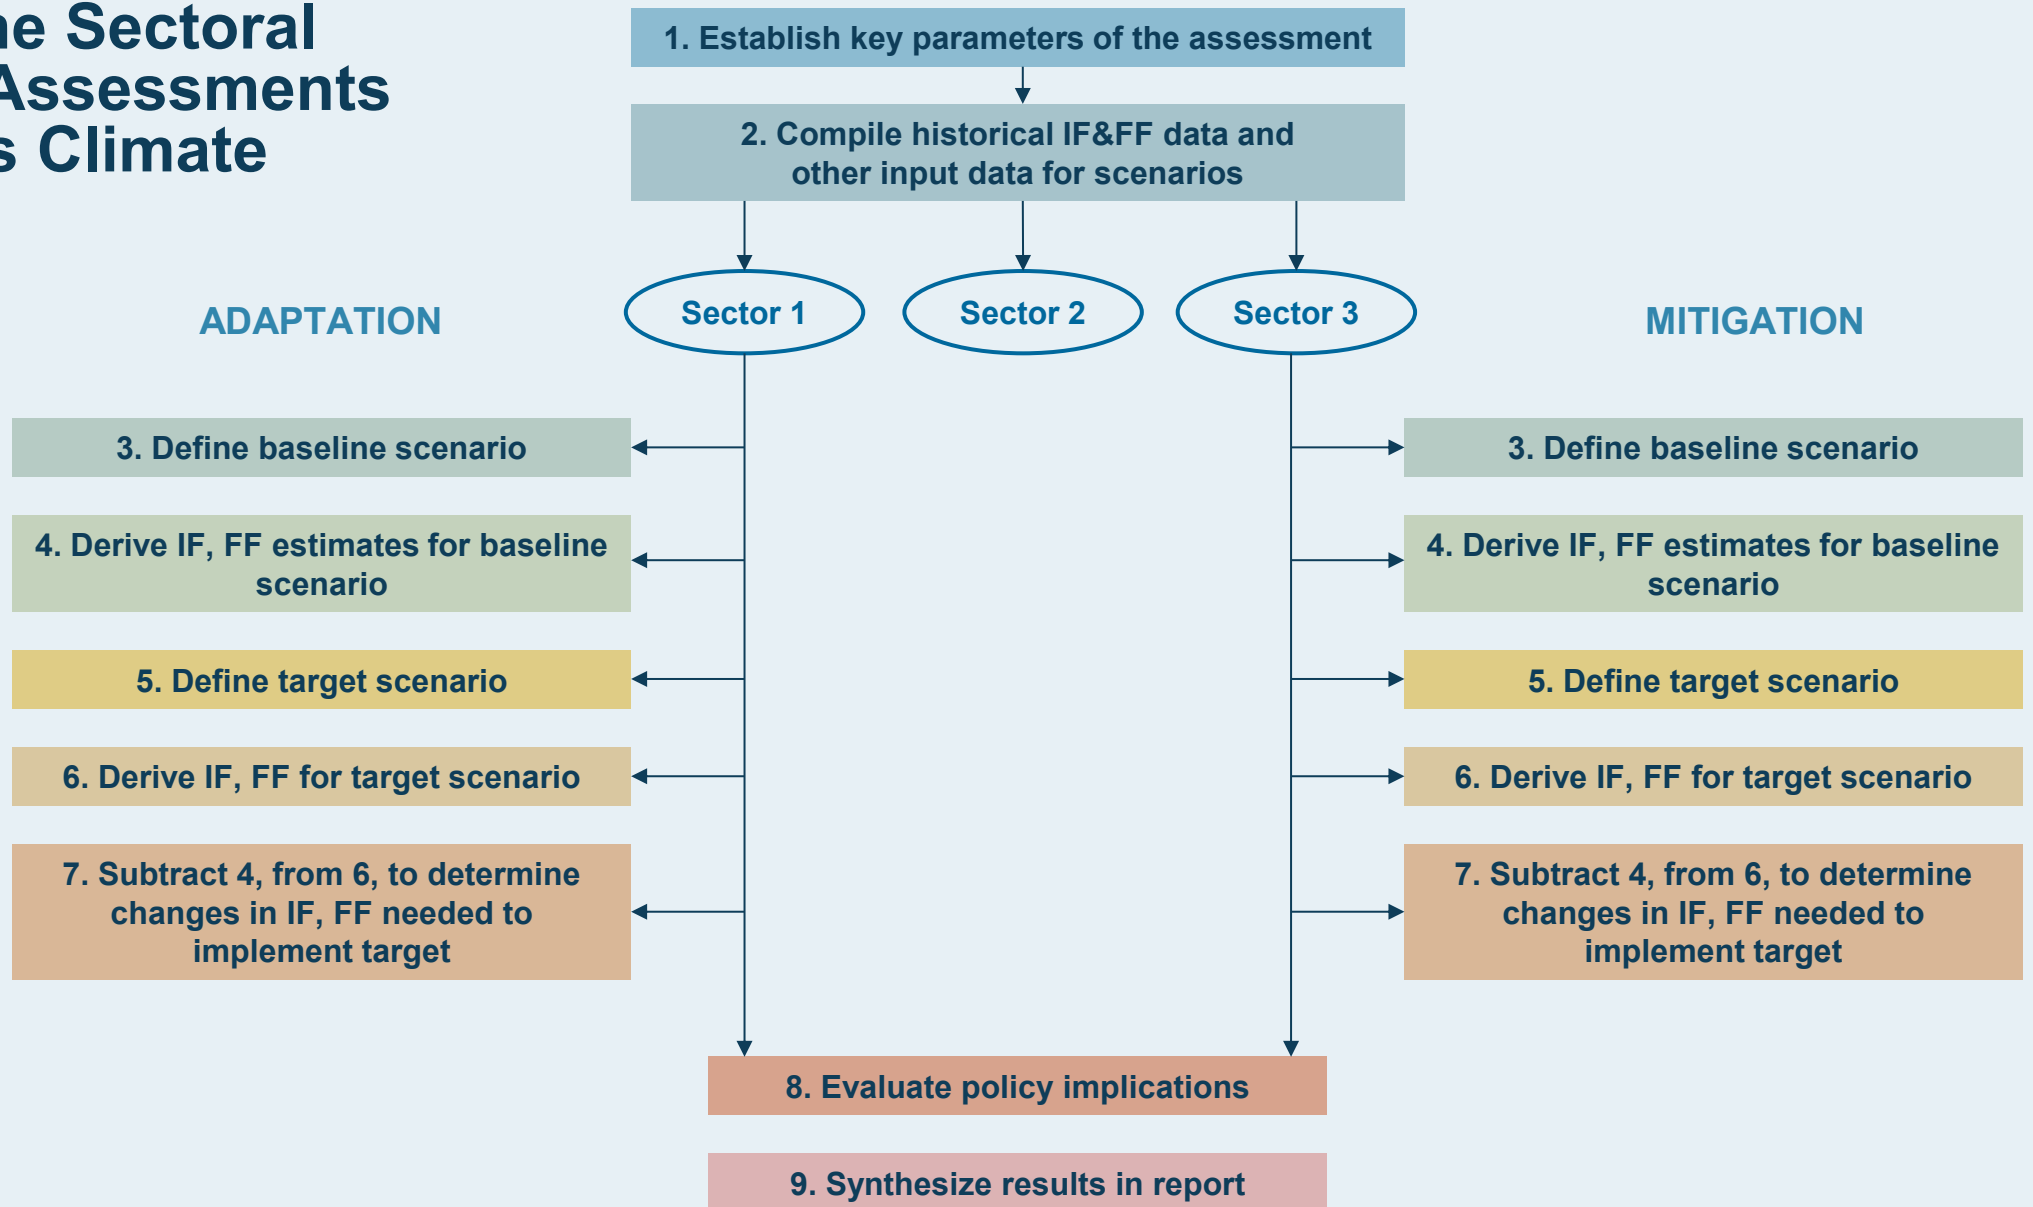 ne Sectoral
Assessments
s Climate
1. Establish key parameters of the assessment
2. Compile historical IF&FF data and
other input data for scenarios
ADAPTATION
Sector 1
Sector 2
Sector 3
MITIGATION
3. Define baseline scenario
3. Define baseline scenario
4. Derive IF, FF estimates for baseline
scenario
4. Derive IF, FF estimates for baseline
scenario
5. Define target scenario
5. Define target scenario
6. Derive IF, FF for target scenario
6. Derive IF, FF for target scenario
7. Subtract 4, from 6, to determine
changes in IF, FF needed to
implement target
7. Subtract 4, from 6, to determine
changes in IF, FF needed to
implement target
8. Evaluate policy implications
9. Synthesize results in report